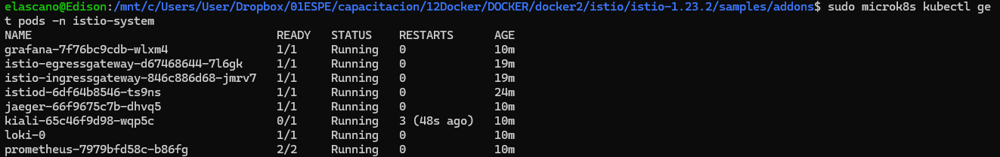 elascano@Edison:/mnt/c/Users/User/Dropbox/01ESPE/capacitacion/12Docker/DOCKER/docker2/istio/istio-1.23.2/samples/addons$ sudo microk8s kubectl ge
t pods -n istio-system
NAME READY STATUS RESTARTS AGE
grafana-7f76bc9cdb-wlxm4 1/1 Running 0 10m
istio-egressgateway-d67468644-7l6gk 1/1 Running 0 19m
istio-ingressgateway-846c886d68-jmrv7 1/1 Running 0 19m
istiod-6df64b8546-ts9ns 1/1 Running 0 24m
jaeger-66f9675c7b-dhvq5 1/1 Running 0 10m
kiali-65c46f9d98-wqp5c 0/1 Running 3 (48s ago) 10m
loki-0 1/1 Running 0 10m
prometheus-7979bfd58c-b86fg 2/2 Running 0 10m